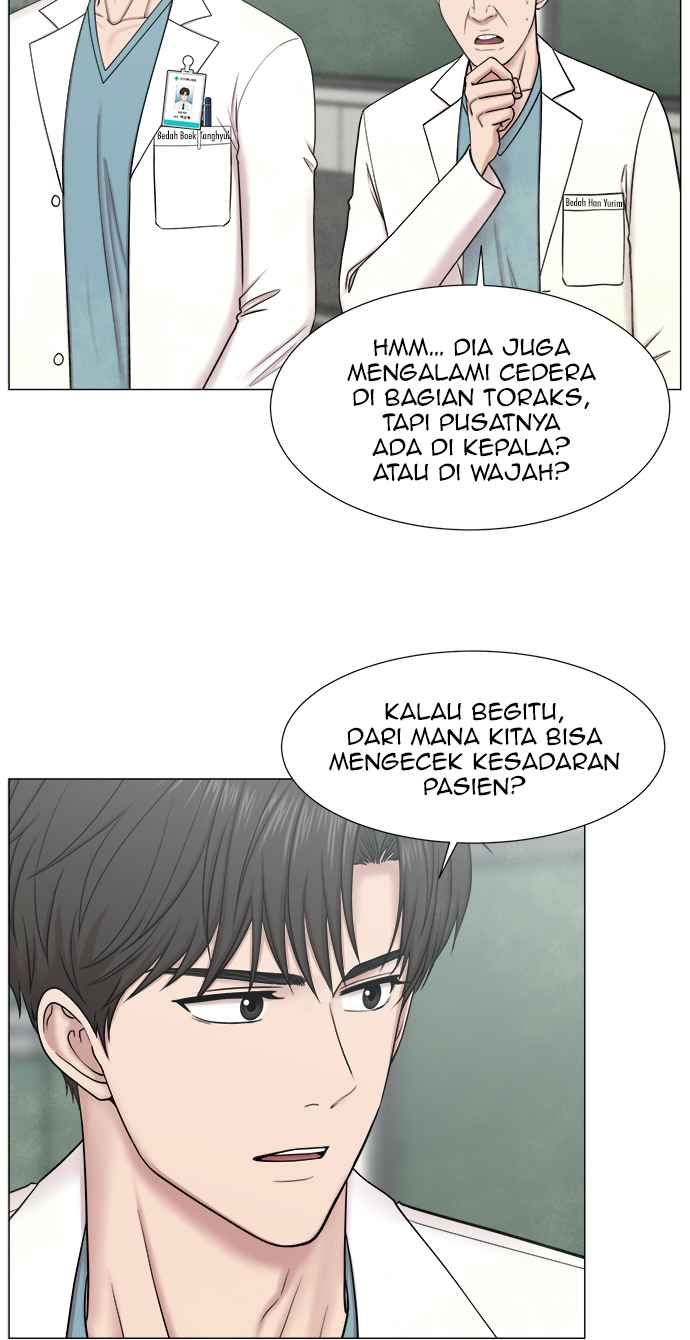 Bedah Baek Kanghyuk
Bedah Han Yurim
HMM... DIA JUGA
MENGALAMI CEDERA
DI BAGIAN TORAKS,
TAPI PUSATNYA
ADA DI KEPALA?
ATAU DI WAJAH?
KALAU BEGITU,
DARI MANA KITA BISA
MENGECEK KESADARAN
PASIEN?